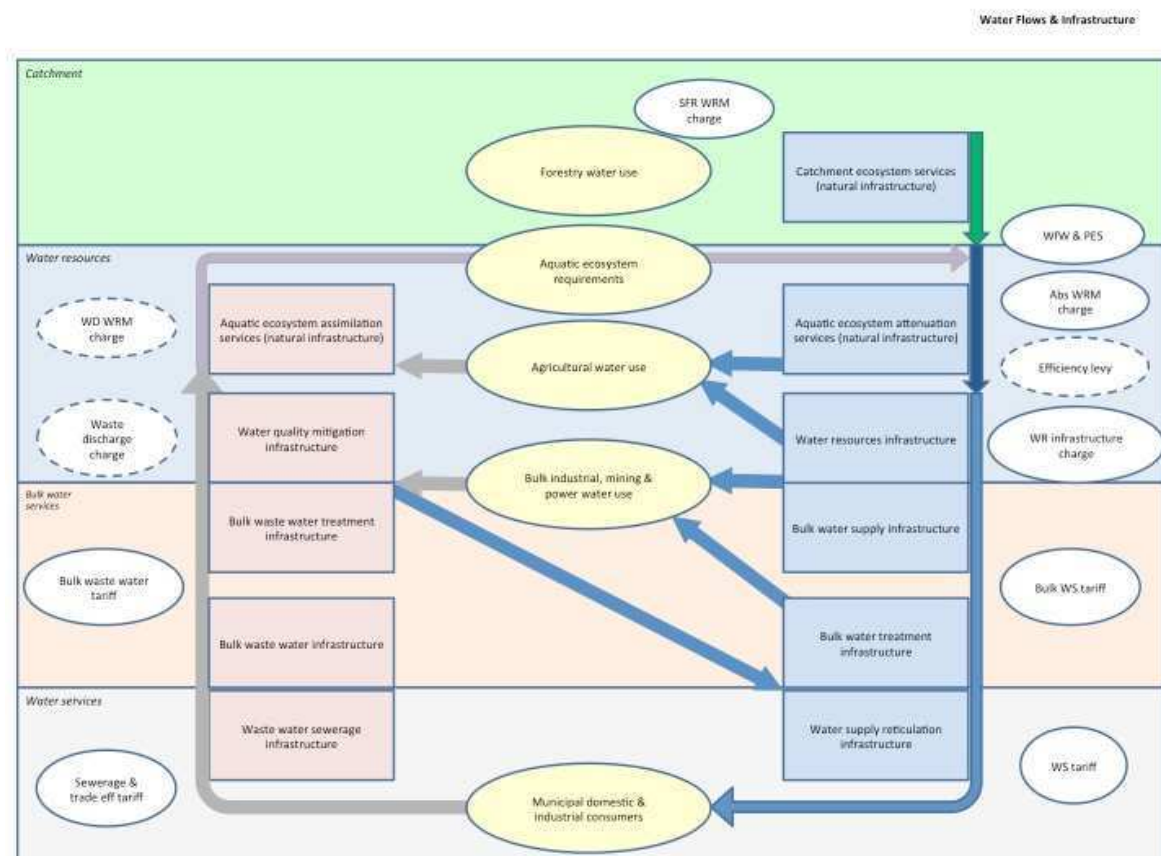 Water Flows & Infrastructure
Catchment
SFR WRM
charge
Forestry water use
Catchment ecosystem services
(natural infrastructure)
WfW & PES
Water resources
Aquatic ecosystem
requirements
WD WRM
charge
Aquatic ecosystem assimilation
services (natural infrastructure)
Agricultural water use
Aquatic ecosystem attenuation
services (natural infrastructure)
Abs WRM
charge
Efficiency levy
Waste
discharge
charge
Water quality mitigation
infrastructure
Water resources infrastructure
WR infrastructure
charge
Bulk industrial, mining &
power water use
Bulk water
services
Bulk waste water treatment
infrastructure
Bulk water supply infrastructure
Bulk waste water
tariff
Bulk WS tariff
Bulk waste water infrastructure
Bulk water treatment
infrastructure
Water services
Waste water sewerage
infrastructure
Water supply reticulation
infrastructure
Sewerage &
trade eff tariff
WS tariff
Municipal domestic &
industrial consumers